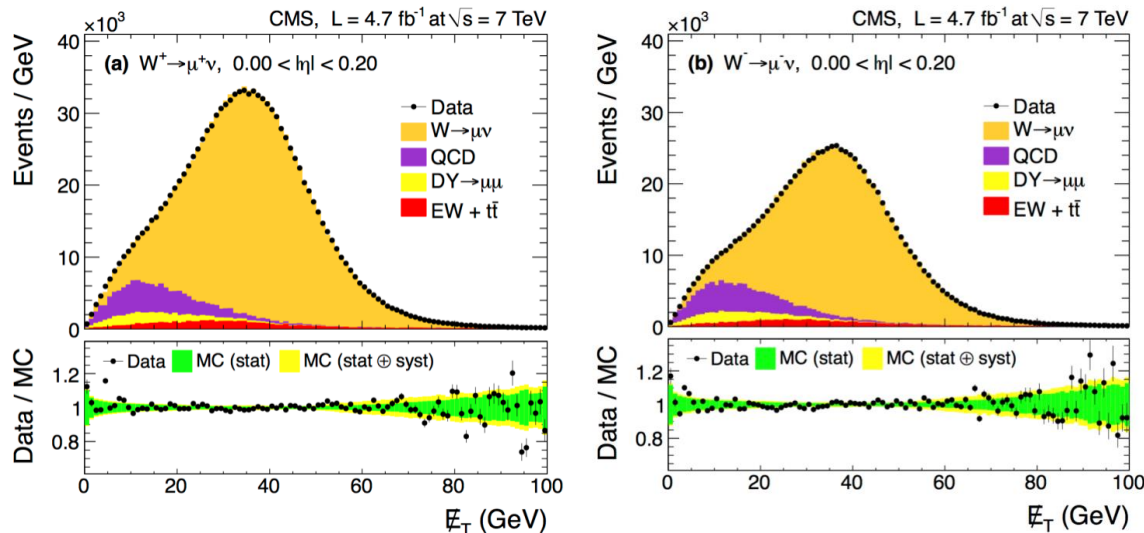 CMS, L = 4.7 fb⁻¹ at √s = 7 TeV
×10³
(a) W⁺→μ⁺ν, 0.00 < |η| < 0.20
Events / GeV
40
30
20
10
0
Data
W→μν
QCD
DY→μμ
EW + tt̄
Data / MC
1.2
1
0.8
Data MC (stat) MC (stat ⊕ syst)
0 20 40 60 80 100
E̸_T (GeV)
CMS, L = 4.7 fb⁻¹ at √s = 7 TeV
×10³
(b) W⁻→μ⁻ν, 0.00 < |η| < 0.20
Events / GeV
40
30
20
10
0
Data
W→μν
QCD
DY→μμ
EW + tt̄
Data / MC
1.2
1
0.8
Data MC (stat) MC (stat ⊕ syst)
0 20 40 60 80 100
E̸_T (GeV)